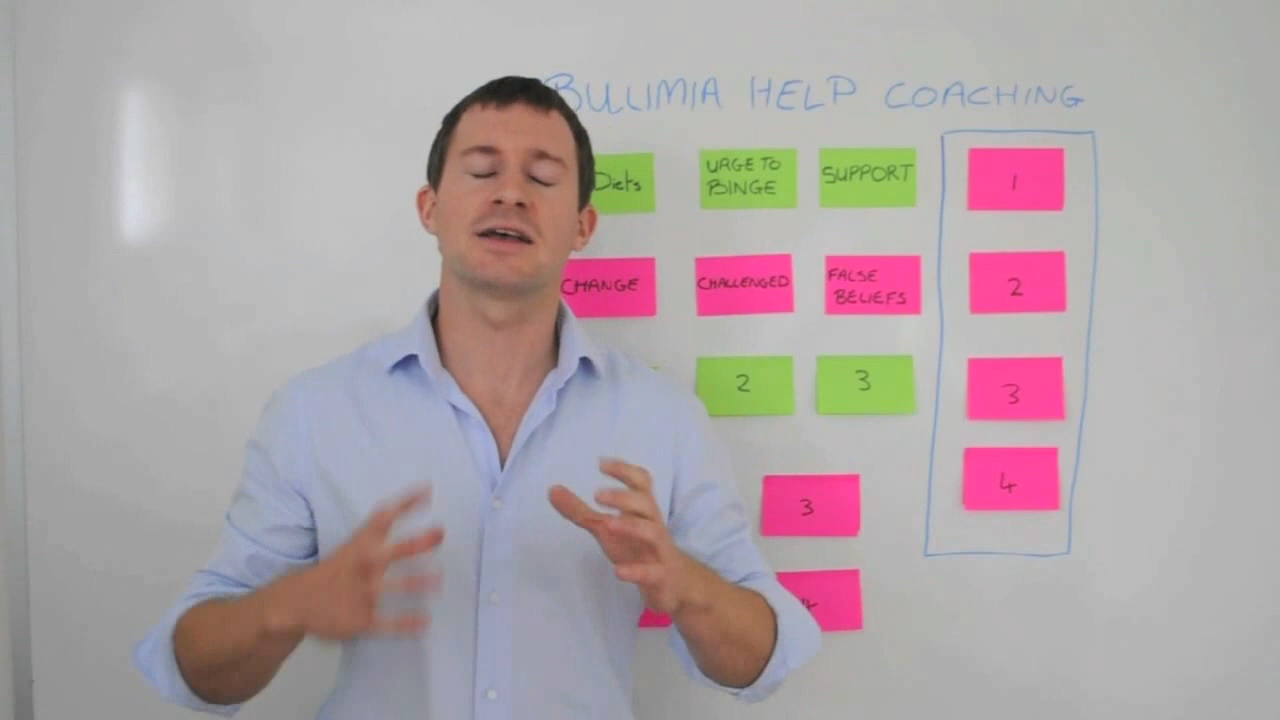 BULIMIA HELP COACHING
Diets
URGE TO
BINGE
SUPPORT
1
CHANGE
CHALLENGED
FALSE
BELIEFS
2
2
3
3
3
4
4